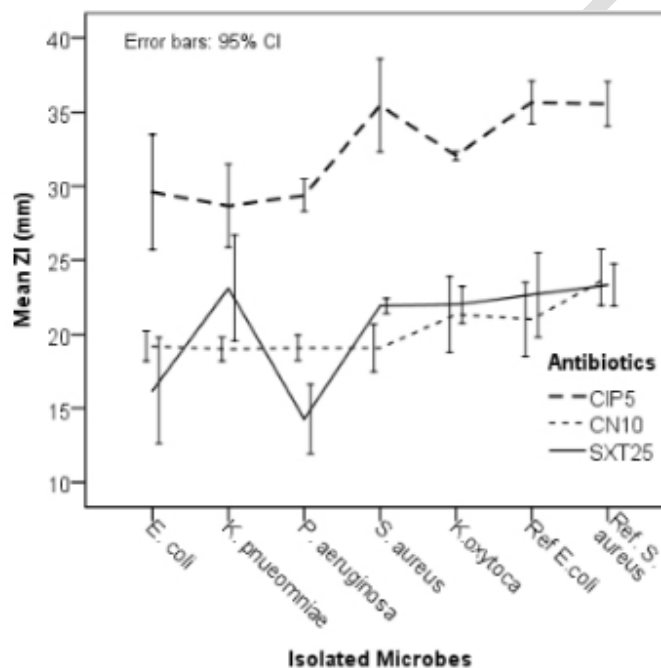 Error bars: 95% CI
40
35
30
25
20
15
10
Mean ZI (mm)
Antibiotics
CIP5
CN10
SXT25
E. coli
K. pnueomniae
P. aeruginosa
S. aureus
K.oxytoca
Ref E.coli
Ref. S.
aureus
Isolated Microbes